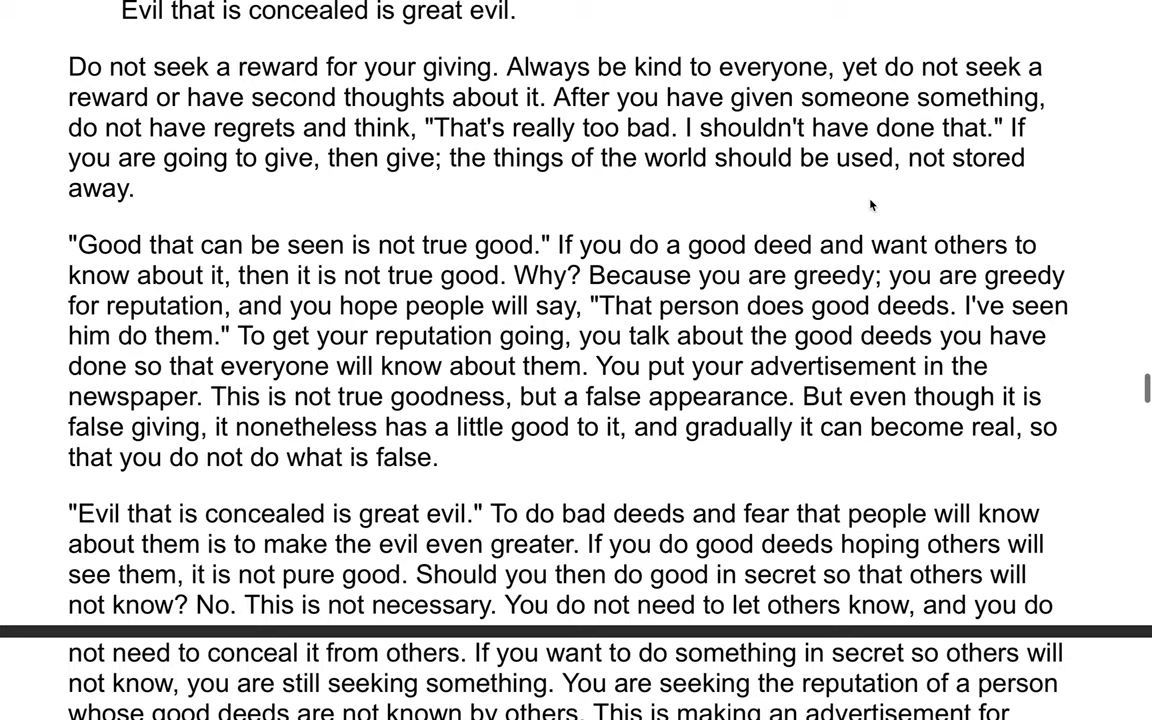 Evil that is concealed is great evil.
Do not seek a reward for your giving. Always be kind to everyone, yet do not seek a
reward or have second thoughts about it. After you have given someone something,
do not have regrets and think, "That's really too bad. I shouldn't have done that." If
you are going to give, then give; the things of the world should be used, not stored
away.
"Good that can be seen is not true good." If you do a good deed and want others to
know about it, then it is not true good. Why? Because you are greedy; you are greedy
for reputation, and you hope people will say, "That person does good deeds. I've seen
him do them." To get your reputation going, you talk about the good deeds you have
done so that everyone will know about them. You put your advertisement in the
newspaper. This is not true goodness, but a false appearance. But even though it is
false giving, it nonetheless has a little good to it, and gradually it can become real, so
that you do not do what is false.
"Evil that is concealed is great evil." To do bad deeds and fear that people will know
about them is to make the evil even greater. If you do good deeds hoping others will
see them, it is not pure good. Should you then do good in secret so that others will
not know? No. This is not necessary. You do not need to let others know, and you do
not need to conceal it from others. If you want to do something in secret so others will
not know, you are still seeking something. You are seeking the reputation of a person
whose good deeds are not known by others. This is making an advertisement for